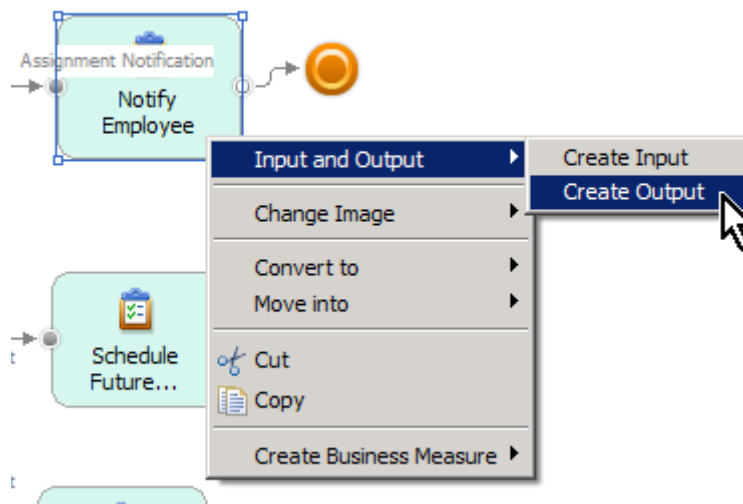 Assignment Notification
Notify
Employee
Input and Output
Create Input
Create Output
Change Image
Convert to
Move into
Schedule
Future...
Cut
Copy
Create Business Measure